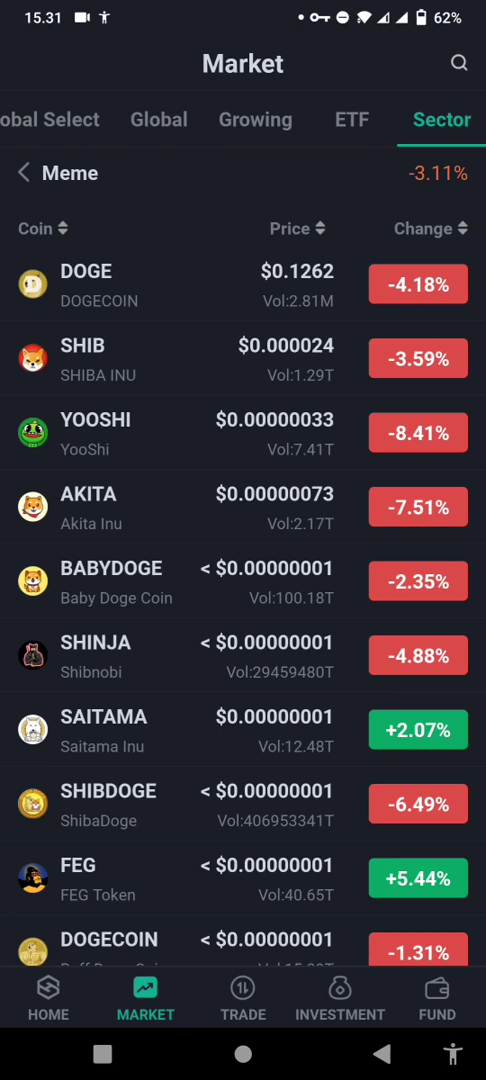 15.31 62%
Market
obal Select Global Growing ETF Sector
Meme -3.11%
Coin Price Change
DOGE $0.1262 -4.18%
DOGECOIN Vol:2.81M
SHIB $0.000024 -3.59%
SHIBA INU Vol:1.29T
YOOSHI $0.00000033 -8.41%
YooShi Vol:7.41T
AKITA $0.00000073 -7.51%
Akita Inu Vol:2.17T
BABYDOGE < $0.00000001 -2.35%
Baby Doge Coin Vol:100.18T
SHINJA < $0.00000001 -4.88%
Shibnobi Vol:29459480T
SAITAMA $0.00000001 +2.07%
Saitama Inu Vol:12.48T
SHIBDOGE < $0.00000001 -6.49%
ShibaDoge Vol:406953341T
FEG < $0.00000001 +5.44%
FEG Token Vol:40.65T
DOGECOIN < $0.00000001 -1.31%
HOME MARKET TRADE INVESTMENT FUND